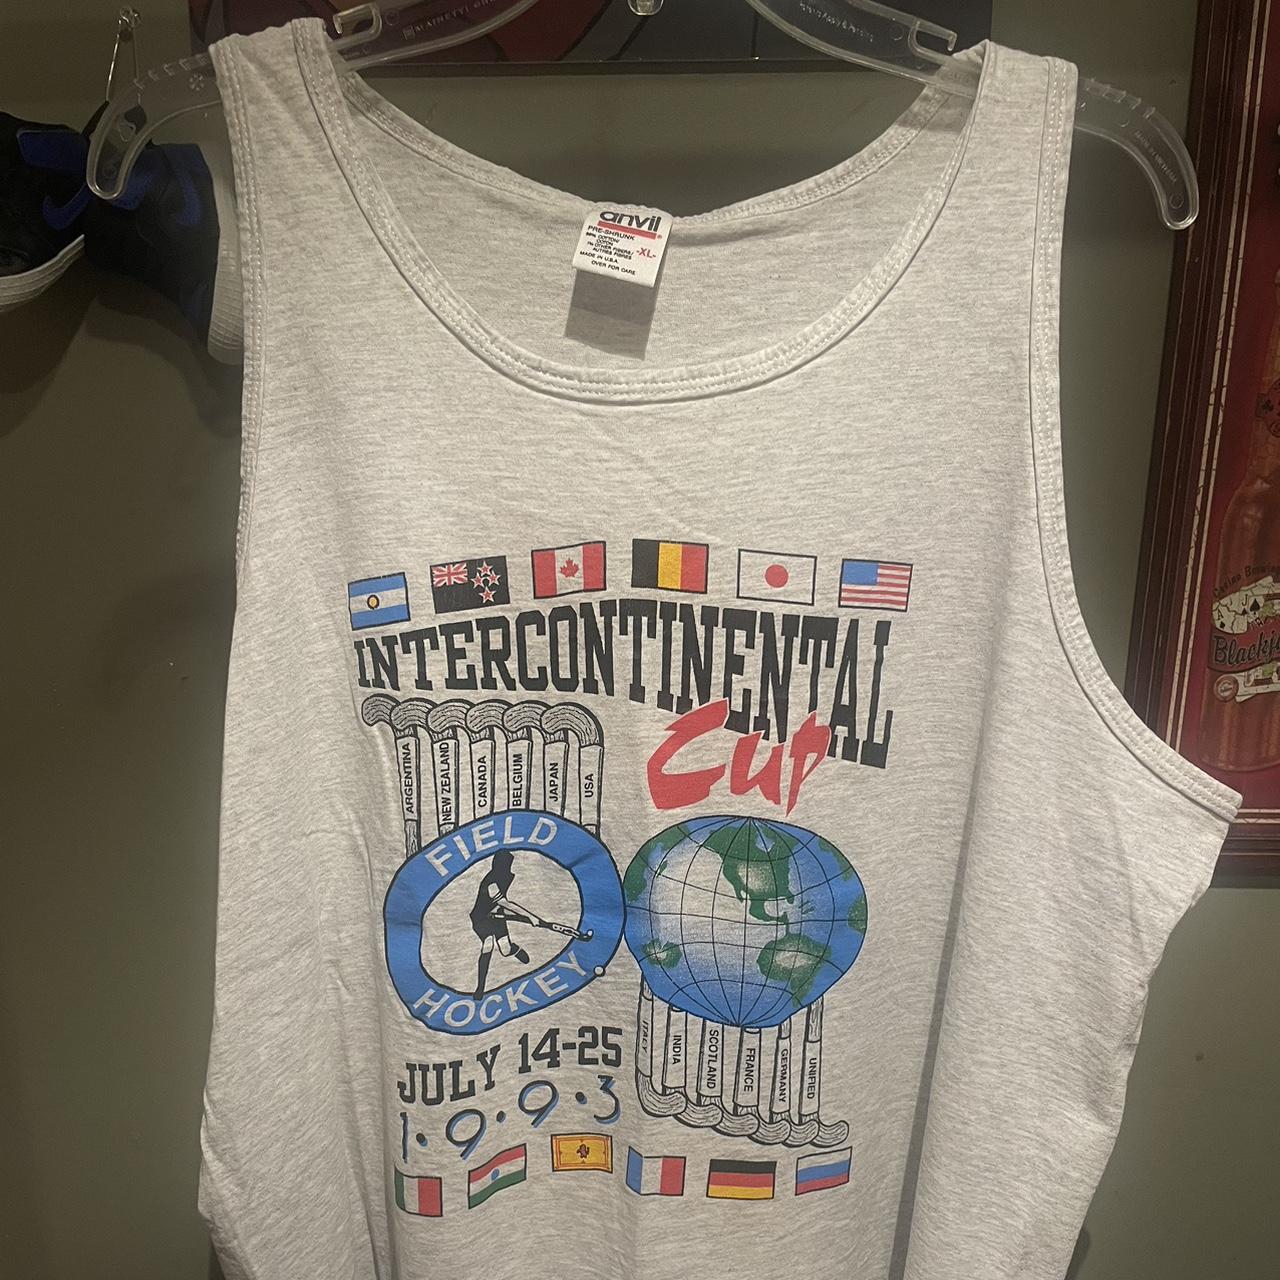 anvil
PRE-SHRUNK
-XL-
MADE IN U.S.A.
OVER FOR CARE
INTERCONTINENTAL
Cup
ARGENTINA
NEW ZEALAND
CANADA
BELGIUM
JAPAN
USA
FIELD
HOCKEY
ITALY
INDIA
SCOTLAND
FRANCE
GERMANY
UNIFIED
JULY 14-25
1·9·9·3